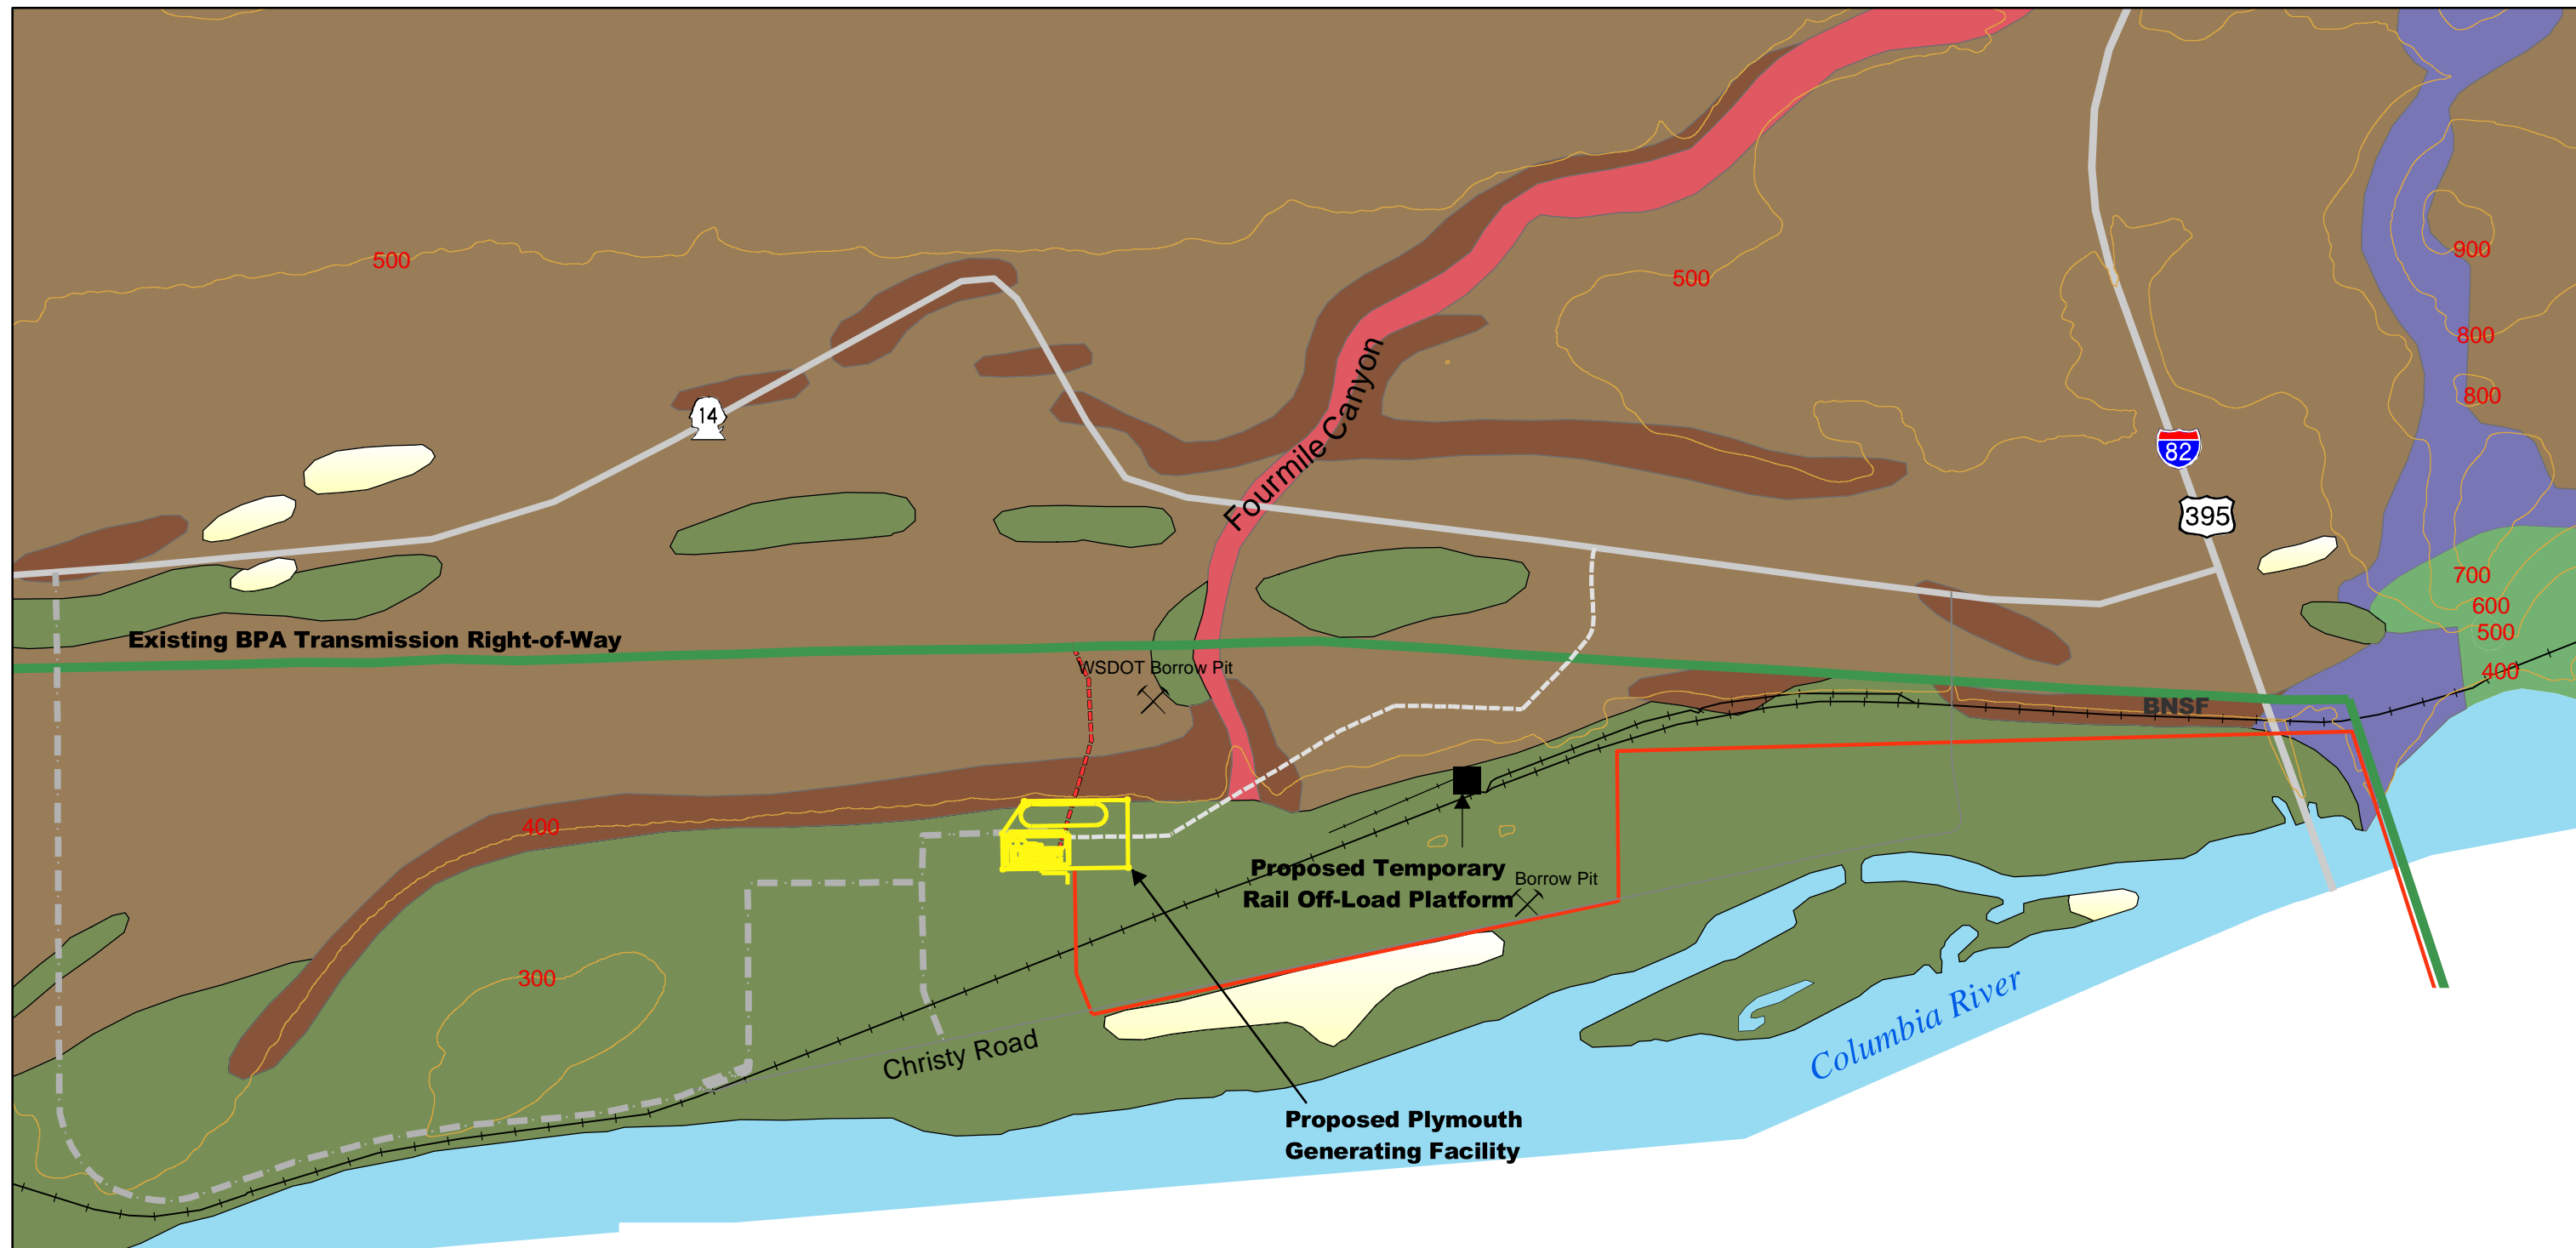 900
500
500
Fourmile Canyon
800
800
14
82
395
700
600
500
Existing BPA Transmission Right-of-Way
WSDOT Borrow Pit
400
BNSF
400
Proposed Temporary
Rail Off-Load Platform
Borrow Pit
300
Christy Road
Columbia River
Proposed Plymouth
Generating Facility